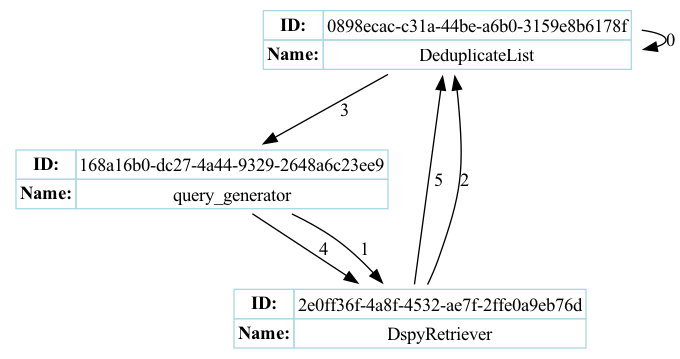 ID: 0898ecac-c31a-44be-a6b0-3159e8b6178f
0
Name: DeduplicateList
3
ID: 168a16b0-dc27-4a44-9329-2648a6c23ee9
5 2
Name: query_generator
4 1
ID: 2e0ff36f-4a8f-4532-ae7f-2ffe0a9eb76d
Name: DspyRetriever